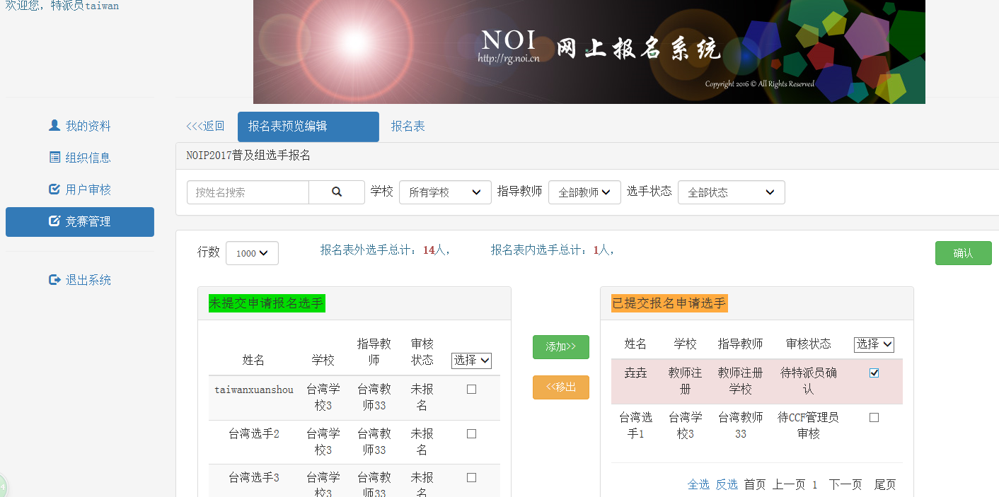 欢迎您，特派员taiwan
NOI
http://rg.noi.cn
网上报名系统
Copyright 2016 © All Rights Reserved
我的资料
组织信息
用户审核
竞赛管理
退出系统
<<<返回 报名表预览编辑 报名表
NOIP2017普及组选手报名
按姓名搜索 学校 所有学校 指导教师 全部教师 选手状态 全部状态
行数 1000 报名表外选手总计：14人， 报名表内选手总计：1人， 确认
未提交申请报名选手
姓名 学校 指导教
师 审核
状态 选择
taiwanxuanshou 台湾学
校3 台湾教
师33 未报
名
台湾选手2 台湾学
校3 台湾教
师33 未报
名
台湾选手3 台湾学
校3 台湾教
师33 未报
名
添加>>
<<移出
已提交报名申请选手
姓名 学校 指导教师 审核状态 选择
垚垚 教师注
册 教师注册
学校 待特派员确
认
台湾选
手1 台湾学
校3 台湾教师
33 待CCF管理员
审核
全选 反选 首页 上一页 1 下一页 尾页